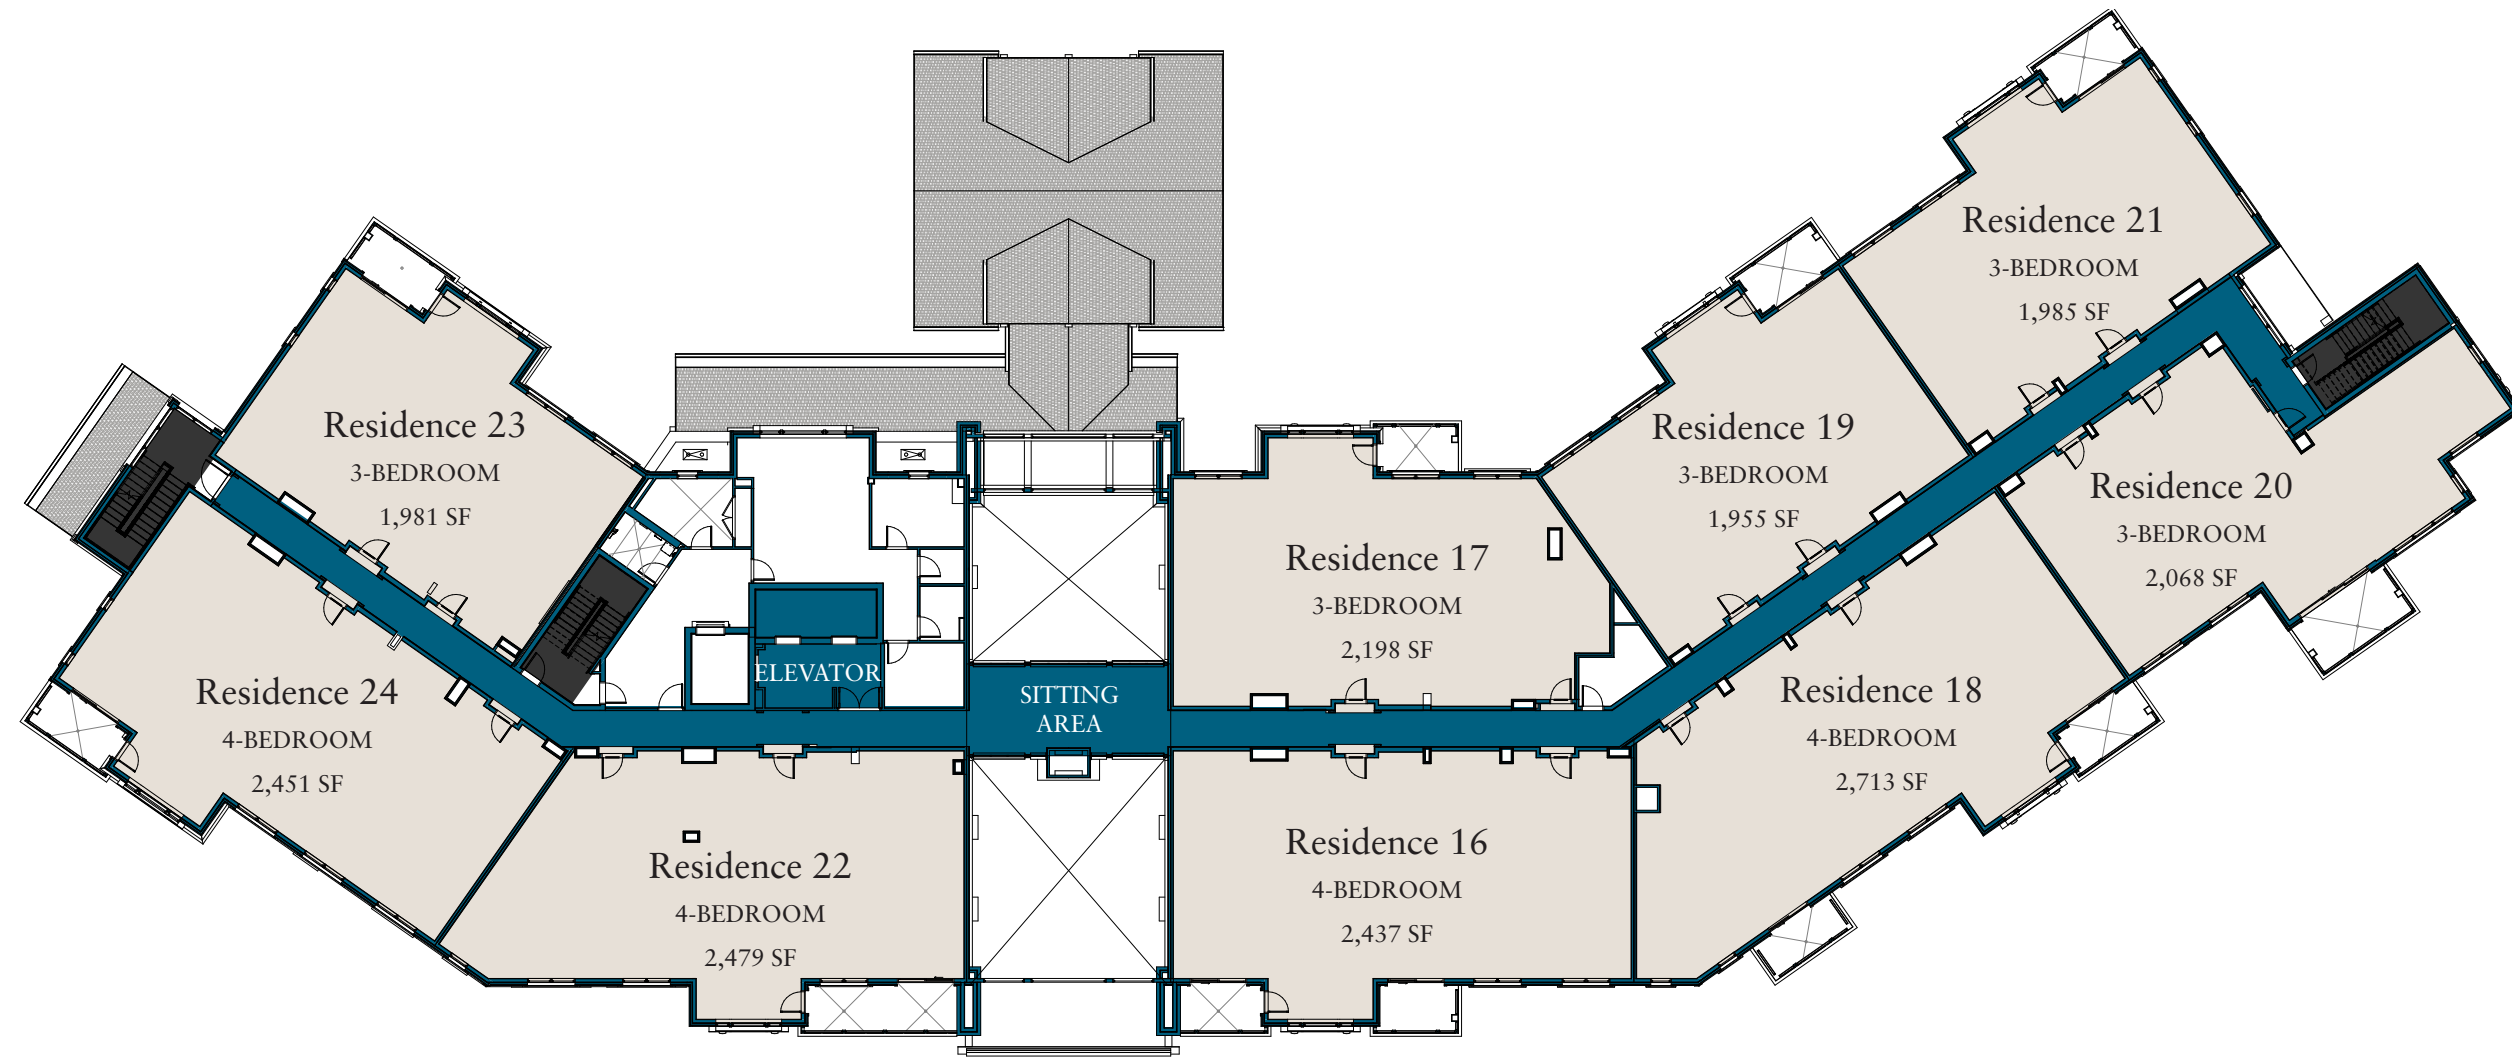 Residence 21
3-BEDROOM
1,985 SF
Residence 23
3-BEDROOM
1,981 SF
Residence 19
3-BEDROOM
1,955 SF
Residence 20
3-BEDROOM
2,068 SF
Residence 17
3-BEDROOM
2,198 SF
Residence 24
4-BEDROOM
2,451 SF
ELEVATOR
SITTING
AREA
Residence 18
4-BEDROOM
2,713 SF
Residence 22
4-BEDROOM
2,479 SF
Residence 16
4-BEDROOM
2,437 SF